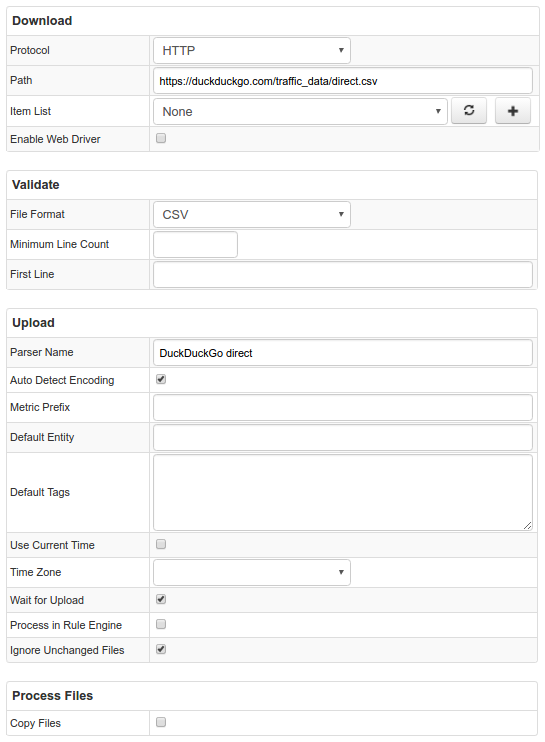 Download
Protocol HTTP
Path https://duckduckgo.com/traffic_data/direct.csv
Item List None
Enable Web Driver
Validate
File Format CSV
Minimum Line Count
First Line
Upload
Parser Name DuckDuckGo direct
Auto Detect Encoding
Metric Prefix
Default Entity
Default Tags
Use Current Time
Time Zone
Wait for Upload
Process in Rule Engine
Ignore Unchanged Files
Process Files
Copy Files